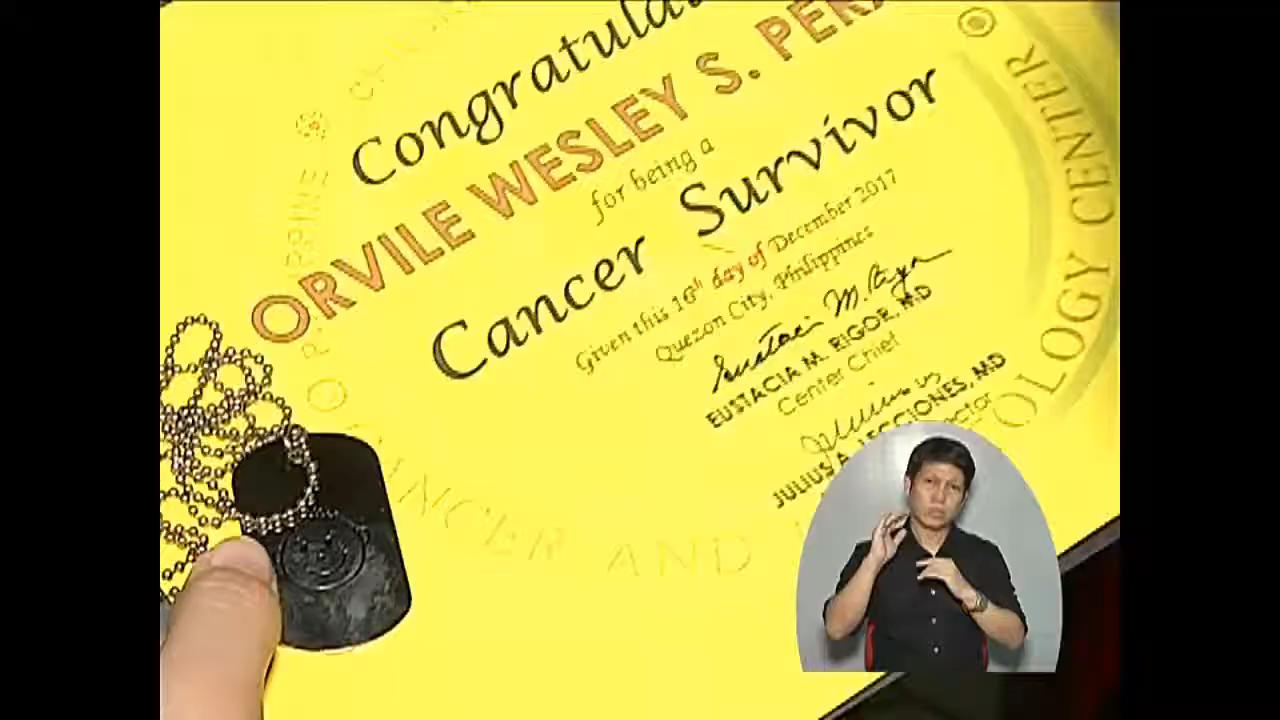 Congratula
ORVILE WESLEY S. PER
for being a
Cancer Survivor
Given this 16th day of December 2017
Quezon City, Philippines
EUSTACIA M. RIGOR, MD
Center Chief
JULIUS A. LECCIONES, MD
CANCER AND
OLOGY CENTER